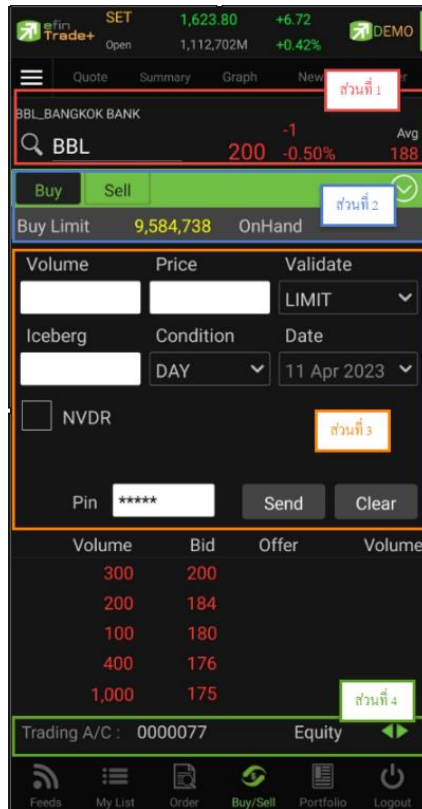 efin Trade+ SET 1,623.80 +6.72 DEMO
Open 1,112,702M +0.42%
Quote Summary Graph New
ส่วนที่ 1
BBL_BANGKOK BANK
BBL 200 -1 -0.50% Avg 188
Buy Sell
ส่วนที่ 2
Buy Limit 9,584,738 OnHand
Volume Price Validate
LIMIT
Iceberg Condition Date
DAY 11 Apr 2023
NVDR
ส่วนที่ 3
Pin ***** Send Clear
Volume Bid Offer Volume
300 200
200 184
100 180
400 176
1,000 175
ส่วนที่ 4
Trading A/C : 0000077 Equity
Feeds My List Order Buy/Sell Portfolio Logout